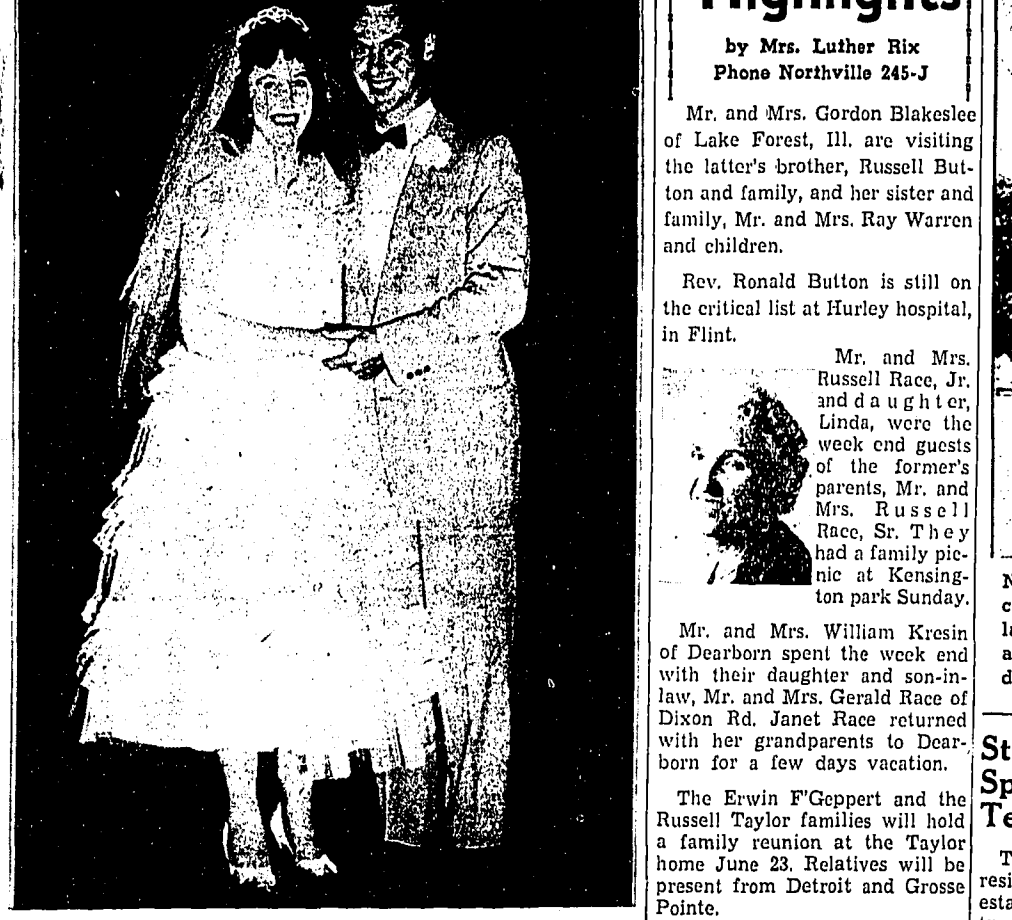 Highlights
by Mrs. Luther Rix
Phone Northville 245-J
Mr. and Mrs. Gordon Blakeslee
of Lake Forest, Ill. are visiting
the latter's brother, Russell But-
ton and family, and her sister and
family, Mr. and Mrs. Ray Warren
and children.
Rev. Ronald Button is still on
the critical list at Hurley hospital,
in Flint.
Mr. and Mrs.
Russell Race, Jr.
and daughter,
Linda, were the
week end guests
of the former's
parents, Mr. and
Mrs. Russell
Race, Sr. They
had a family pic-
nic at Kensing-
ton park Sunday.
Mr. and Mrs. William Kresin
of Dearborn spent the week end
with their daughter and son-in-
law, Mr. and Mrs. Gerald Race of
Dixon Rd. Janet Race returned
with her grandparents to Dear-
born for a few days vacation.
The Erwin F'Geppert and the
Russell Taylor families will hold
a family reunion at the Taylor
home June 23. Relatives will be
present from Detroit and Grosse
Pointe.
St
Sp
Te
T
resi
esta